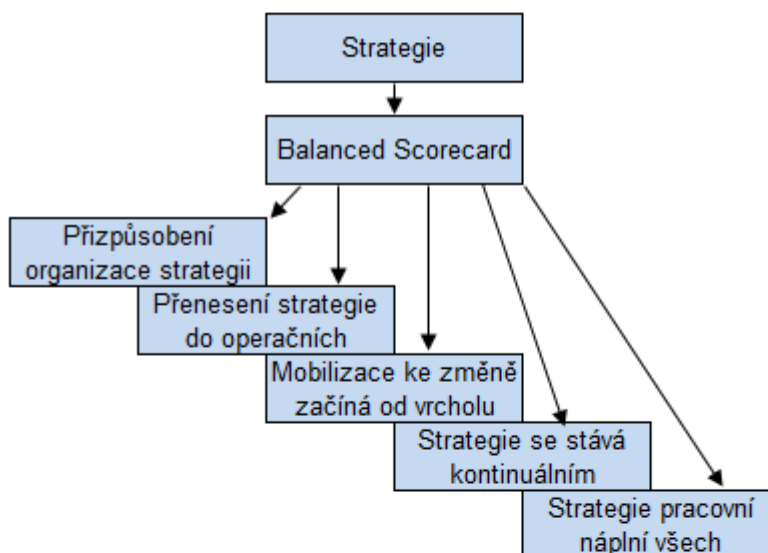 Strategie
Balanced Scorecard
Přizpůsobení
organizace strategii
Přenesení strategie
do operačních
Mobilizace ke změně
začíná od vrcholu
Strategie se stává
kontinuálním
Strategie pracovní
náplní všech